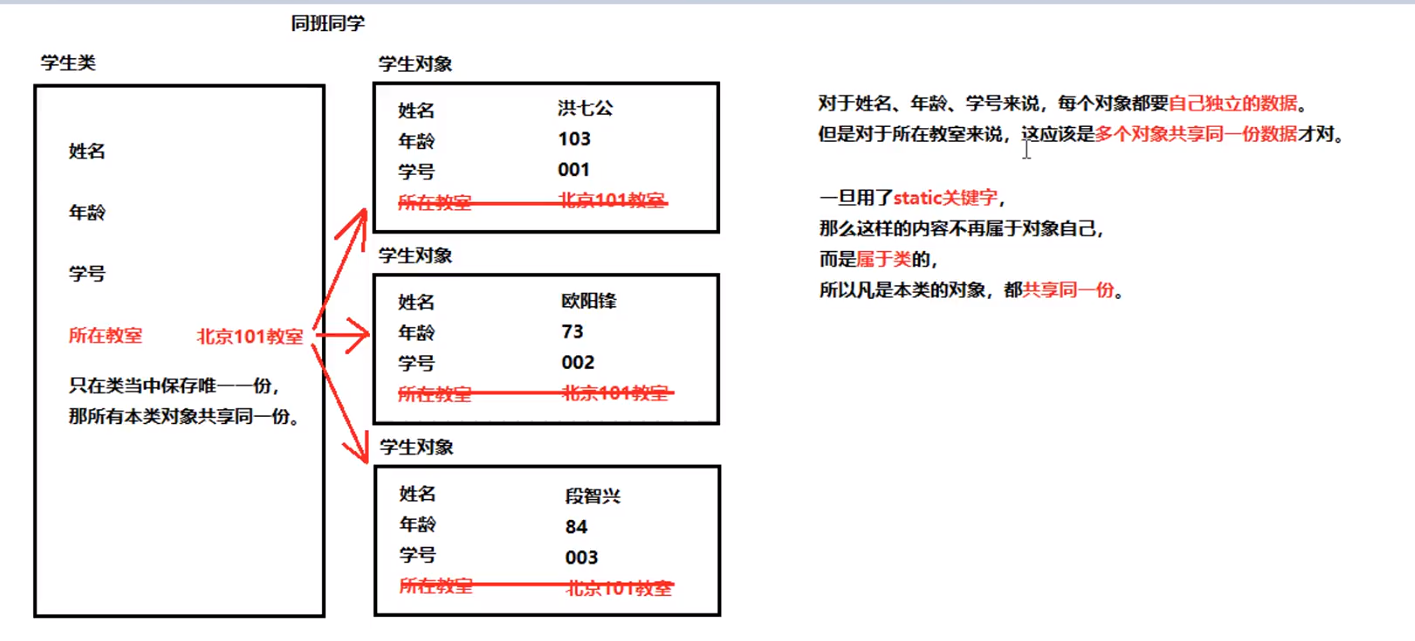 同班同学
学生类
姓名
年龄
学号
所在教室 北京101教室
只在类当中保存唯一一份，
那所有本类对象共享同一份。
学生对象
姓名 洪七公
年龄 103
学号 001
所在教室 北京101教室
学生对象
姓名 欧阳锋
年龄 73
学号 002
所在教室 北京101教室
学生对象
姓名 段智兴
年龄 84
学号 003
所在教室 北京101教室
对于姓名、年龄、学号来说，每个对象都要自己独立的数据。
但是对于所在教室来说，这应该是多个对象共享同一份数据才对。
一旦用了static关键字，
那么这样的内容不再属于对象自己，
而是属于类的，
所以凡是本类的对象，都共享同一份。